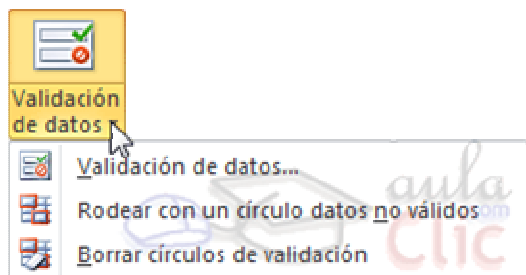 Validación
de datos
Validación de datos...
Rodear con un círculo datos no válidos
Borrar círculos de validación
aula
Clic
.com